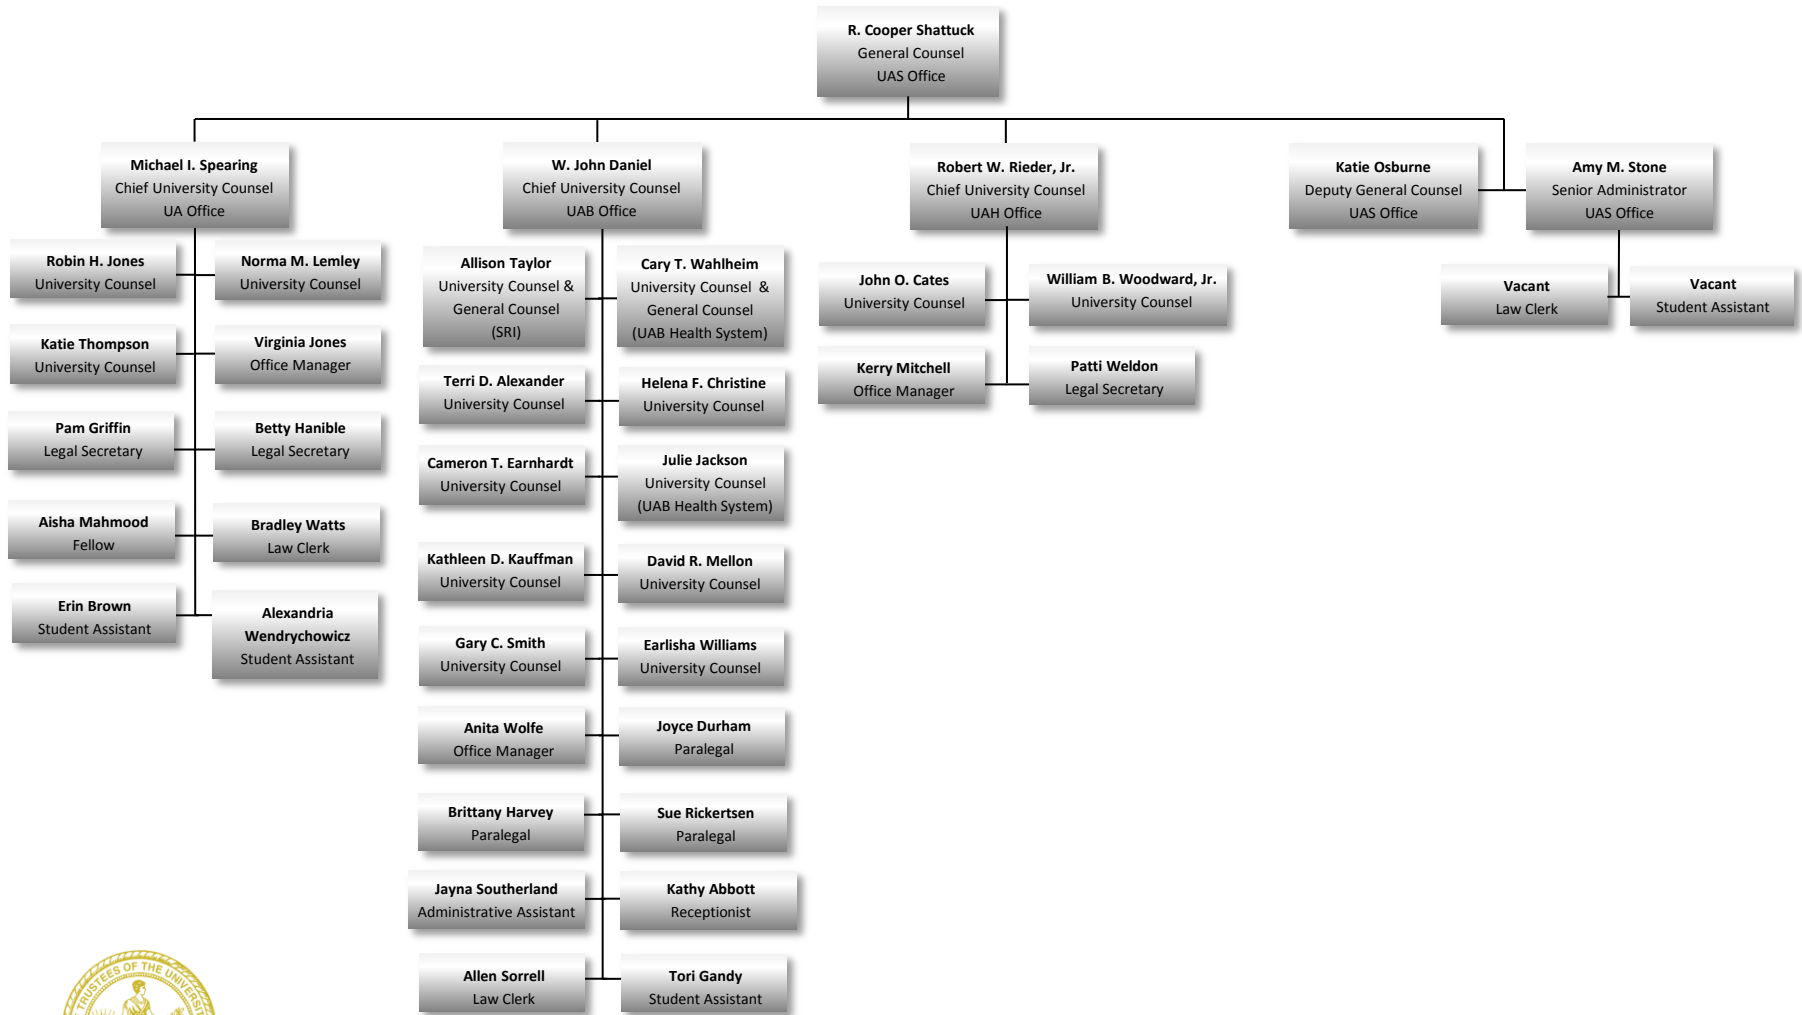 R. Cooper Shattuck
General Counsel
UAS Office
Michael I. Spearing
Chief University Counsel
UA Office
W. John Daniel
Chief University Counsel
UAB Office
Robert W. Rieder, Jr.
Chief University Counsel
UAH Office
Katie Osburne
Deputy General Counsel
UAS Office
Amy M. Stone
Senior Administrator
UAS Office
Robin H. Jones
University Counsel
Norma M. Lemley
University Counsel
Katie Thompson
University Counsel
Virginia Jones
Office Manager
Pam Griffin
Legal Secretary
Betty Hanible
Legal Secretary
Aisha Mahmood
Fellow
Bradley Watts
Law Clerk
Erin Brown
Student Assistant
Alexandria
Wendrychowicz
Student Assistant
Allison Taylor
University Counsel &
General Counsel
(SRI)
Cary T. Wahlheim
University Counsel &
General Counsel
(UAB Health System)
Terri D. Alexander
University Counsel
Helena F. Christine
University Counsel
Cameron T. Earnhardt
University Counsel
Julie Jackson
University Counsel
(UAB Health System)
Kathleen D. Kauffman
University Counsel
David R. Mellon
University Counsel
Gary C. Smith
University Counsel
Earlisha Williams
University Counsel
Anita Wolfe
Office Manager
Joyce Durham
Paralegal
Brittany Harvey
Paralegal
Sue Rickertsen
Paralegal
Jayna Southerland
Administrative Assistant
Kathy Abbott
Receptionist
Allen Sorrell
Law Clerk
Tori Gandy
Student Assistant
John O. Cates
University Counsel
William B. Woodward, Jr.
University Counsel
Kerry Mitchell
Office Manager
Patti Weldon
Legal Secretary
Vacant
Law Clerk
Vacant
Student Assistant
TRUSTEES OF THE UNIVERSIT